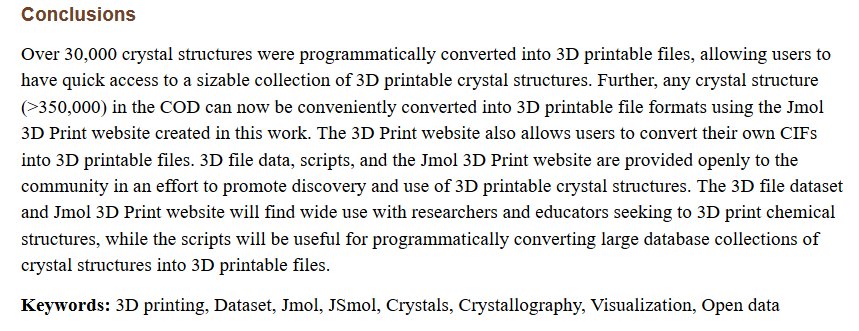 Conclusions
Over 30,000 crystal structures were programmatically converted into 3D printable files, allowing users to
have quick access to a sizable collection of 3D printable crystal structures. Further, any crystal structure
(>350,000) in the COD can now be conveniently converted into 3D printable file formats using the Jmol
3D Print website created in this work. The 3D Print website also allows users to convert their own CIFs
into 3D printable files. 3D file data, scripts, and the Jmol 3D Print website are provided openly to the
community in an effort to promote discovery and use of 3D printable crystal structures. The 3D file dataset
and Jmol 3D Print website will find wide use with researchers and educators seeking to 3D print chemical
structures, while the scripts will be useful for programmatically converting large database collections of
crystal structures into 3D printable files.
Keywords: 3D printing, Dataset, Jmol, JSmol, Crystals, Crystallography, Visualization, Open data